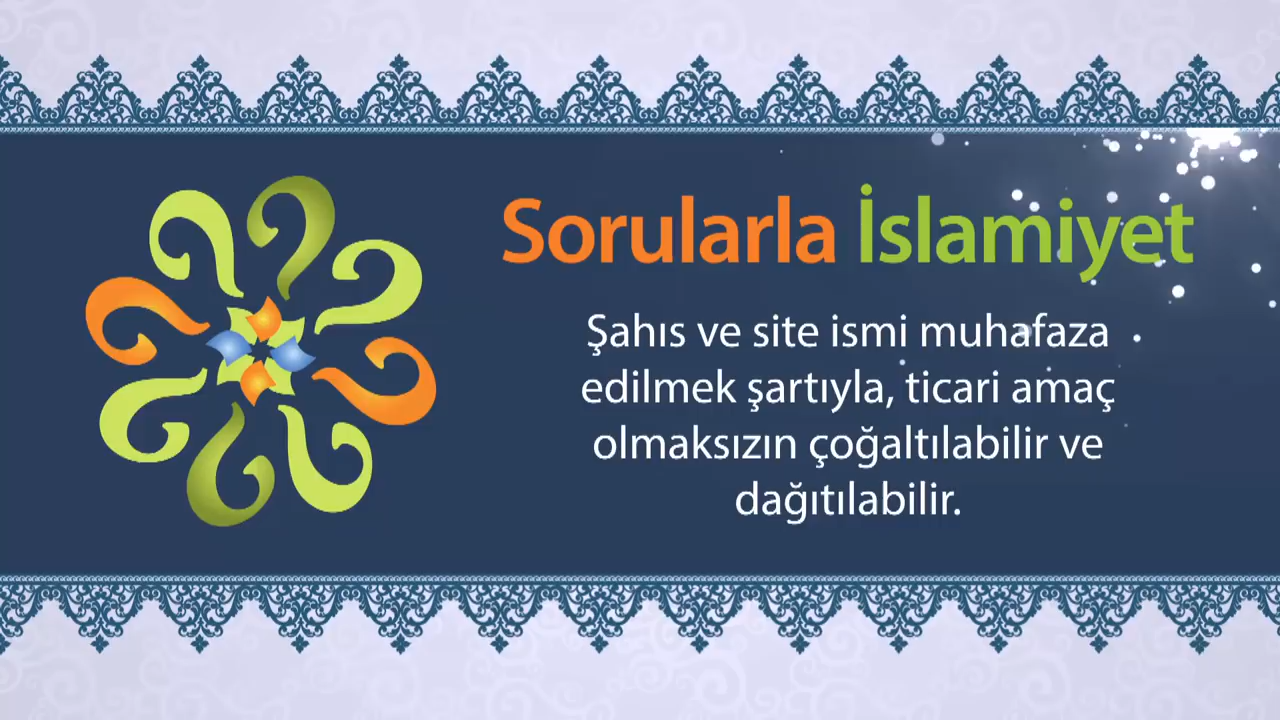 Sorularla İslamiyet
Şahıs ve site ismi muhafaza
edilmek şartıyla, ticari amaç
olmaksızın çoğaltılabilir ve
dağıtılabilir.